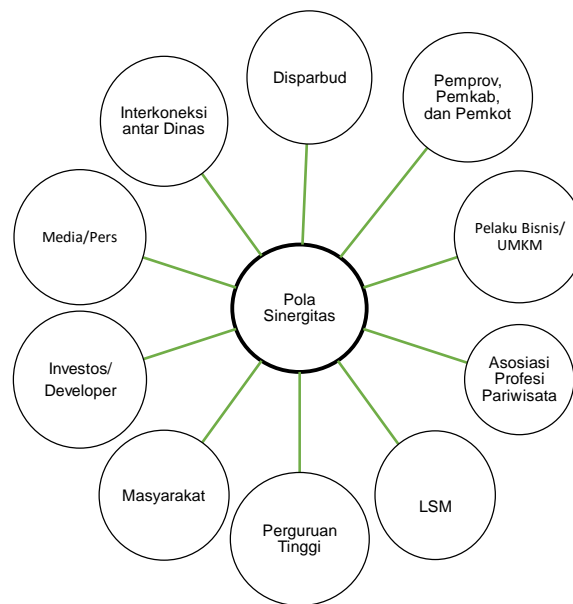 Disparbud
Pemprov,
Pemkab,
dan Pemkot
Interkoneksi
antar Dinas
Pelaku Bisnis/
UMKM
Media/Pers
Pola
Sinergitas
Asosiasi
Profesi
Pariwisata
Investos/
Developer
Masyarakat
LSM
Perguruan
Tinggi